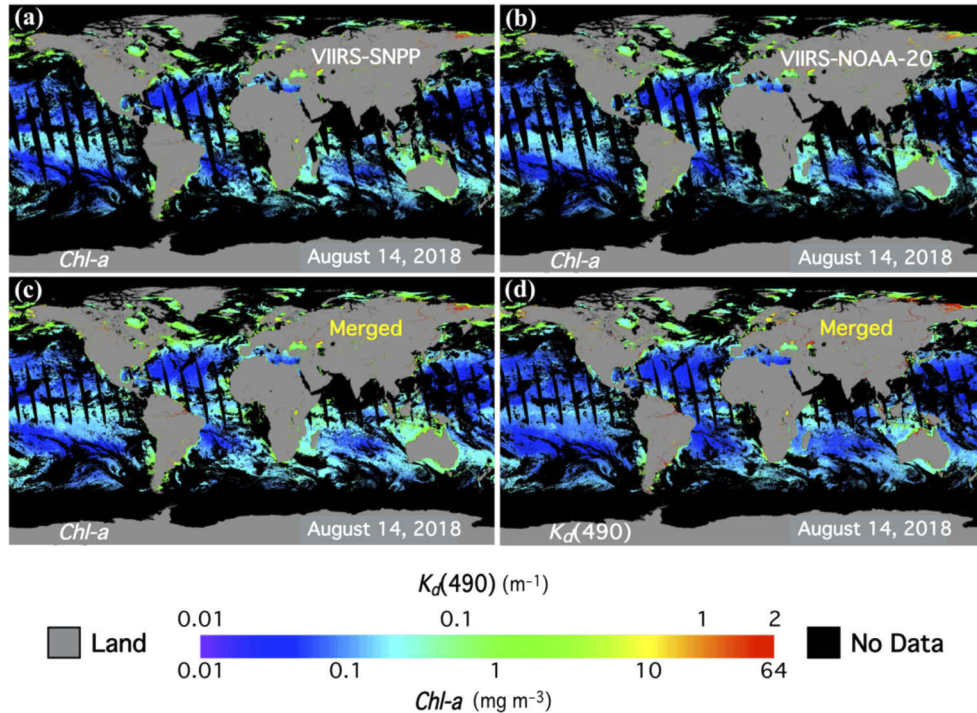 (a)
VIIRS-SNPP
Chl-a
August 14, 2018
(b)
VIIRS-NOAA-20
Chl-a
August 14, 2018
(c)
Merged
Chl-a
August 14, 2018
(d)
Merged
Kd(490)
August 14, 2018
Kd(490) (m⁻¹)
0.01 0.1 1 2
Land
No Data
0.01 0.1 1 10 64
Chl-a (mg m⁻³)